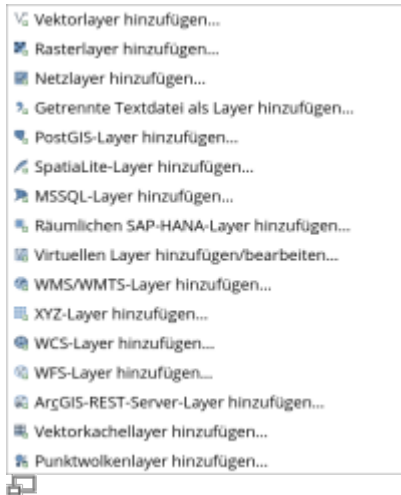 Vektorlayer hinzufügen...
Rasterlayer hinzufügen...
Netzlayer hinzufügen...
Getrennte Textdatei als Layer hinzufügen...
PostGIS-Layer hinzufügen...
SpatiaLite-Layer hinzufügen...
MSSQL-Layer hinzufügen...
Räumlichen SAP-HANA-Layer hinzufügen...
Virtuellen Layer hinzufügen/bearbeiten...
WMS/WMTS-Layer hinzufügen...
XYZ-Layer hinzufügen...
WCS-Layer hinzufügen...
WFS-Layer hinzufügen...
ArcGIS-REST-Server-Layer hinzufügen...
Vektorkachellayer hinzufügen...
Punktwolkenlayer hinzufügen...